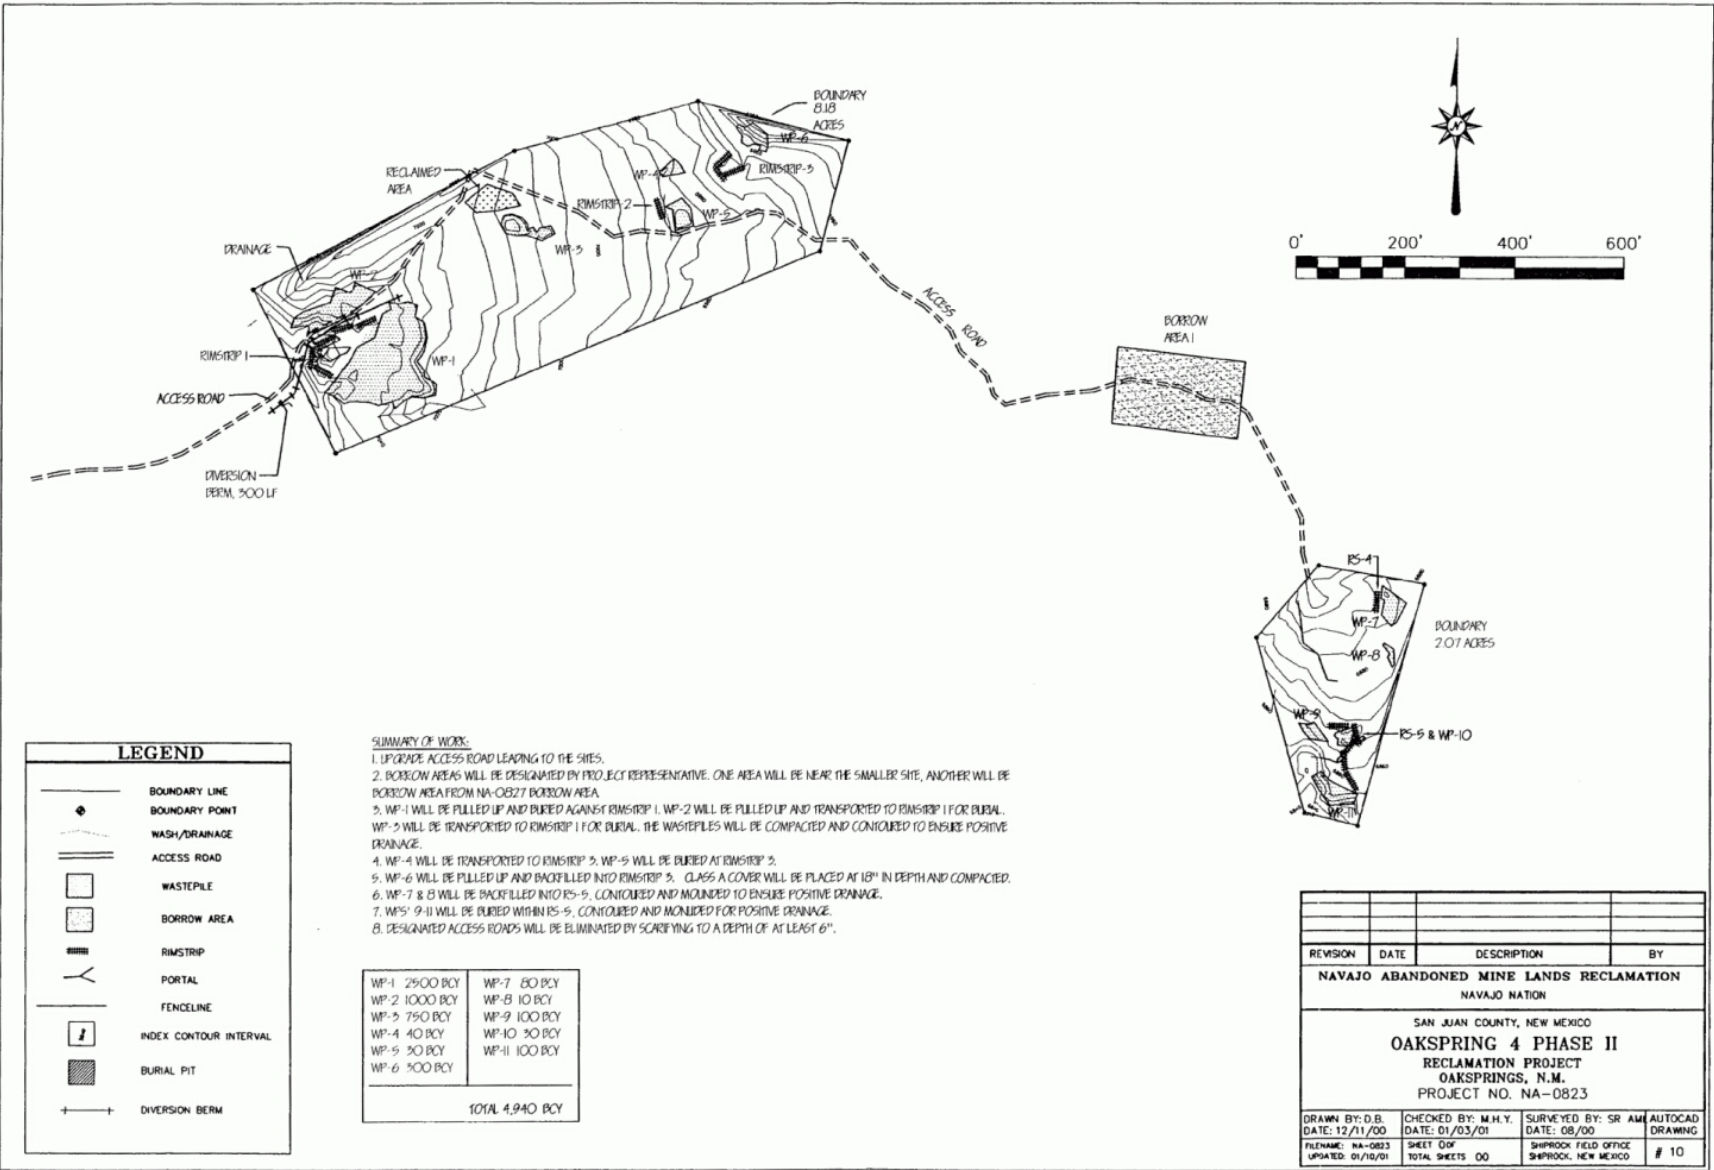 BOUNDARY
8.18
ACRES
WP-6
RECLAIMED
AREA
RIMSTRIP-3
WP-4
RIMSTRIP-2
WP-5
WP-3
DRAINAGE
WP-2
RIMSTRIP 1
WP-1
ACCESS ROAD
DIVERSION
BERM, 300 LF
ACCESS ROAD
N
0' 200' 400' 600'
BORROW
AREA 1
RS-4
WP-7
BOUNDARY
2.07 ACRES
WP-8
WP-9
RS-5 & WP-10
WP-11
LEGEND
BOUNDARY LINE
BOUNDARY POINT
WASH/DRAINAGE
ACCESS ROAD
WASTEPILE
BORROW AREA
RIMSTRIP
PORTAL
FENCELINE
INDEX CONTOUR INTERVAL
BURIAL PIT
DIVERSION BERM
SUMMARY OF WORK:
1. UPGRADE ACCESS ROAD LEADING TO THE SITES.
2. BORROW AREAS WILL BE DESIGNATED BY PROJECT REPRESENTATIVE. ONE AREA WILL BE NEAR THE SMALLER SITE, ANOTHER WILL BE
BORROW AREA FROM NA-0827 BORROW AREA
3. WP-1 WILL BE PULLED UP AND BURIED AGAINST RIMSTRIP 1. WP-2 WILL BE PULLED UP AND TRANSPORTED TO RIMSTRIP 1 FOR BURIAL.
WP-3 WILL BE TRANSPORTED TO RIMSTRIP 1 FOR BURIAL. THE WASTEPILES WILL BE COMPACTED AND CONTOURED TO ENSURE POSITIVE
DRAINAGE.
4. WP-4 WILL BE TRANSPORTED TO RIMSTRIP 3. WP-5 WILL BE BURIED AT RIMSTRIP 3.
5. WP-6 WILL BE PULLED UP AND BACKFILLED INTO RIMSTRIP 3. CLASS A COVER WILL BE PLACED AT 18" IN DEPTH AND COMPACTED.
6. WP-7 & 8 WILL BE BACKFILLED INTO RS-5, CONTOURED AND MOUNDED TO ENSURE POSITIVE DRAINAGE.
7. WPS' 9-11 WILL BE BURIED WITHIN RS-5, CONTOURED AND MONUDED FOR POSITIVE DRAINAGE.
8. DESIGNATED ACCESS ROADS WILL BE ELIMINATED BY SCARIFYING TO A DEPTH OF AT LEAST 6".
WP-1 2500 BCY WP-7 80 BCY
WP-2 1000 BCY WP-8 10 BCY
WP-3 750 BCY WP-9 100 BCY
WP-4 40 BCY WP-10 30 BCY
WP-5 30 BCY WP-11 100 BCY
WP-6 300 BCY
TOTAL 4,940 BCY
REVISION DATE DESCRIPTION BY
NAVAJO ABANDONED MINE LANDS RECLAMATION
NAVAJO NATION
SAN JUAN COUNTY, NEW MEXICO
OAKSPRING 4 PHASE II
RECLAMATION PROJECT
OAKSPRINGS, N.M.
PROJECT NO. NA-0823
DRAWN BY: D.B. CHECKED BY: M.H.Y. SURVEYED BY: SR AML AUTOCAD
DATE: 12/11/00 DATE: 01/03/01 DATE: 08/00 DRAWING
FILENAME: NA-0823 SHEET 00F SHIPROCK FIELD OFFICE # 10
UPDATED: 01/10/01 TOTAL SHEETS 00 SHIPROCK, NEW MEXICO